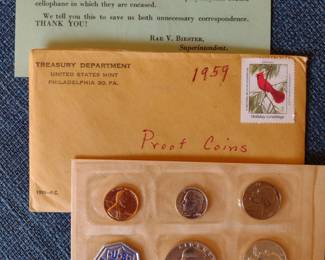 cellophane in which they are encased.
We tell you this to save us both unnecessary correspondence.
THANK YOU!
RAE V. BIESTER,
Superintendent.
TREASURY DEPARTMENT
UNITED STATES MINT
PHILADELPHIA 30, PA.
1959
Holiday Greetings
Proof Coins